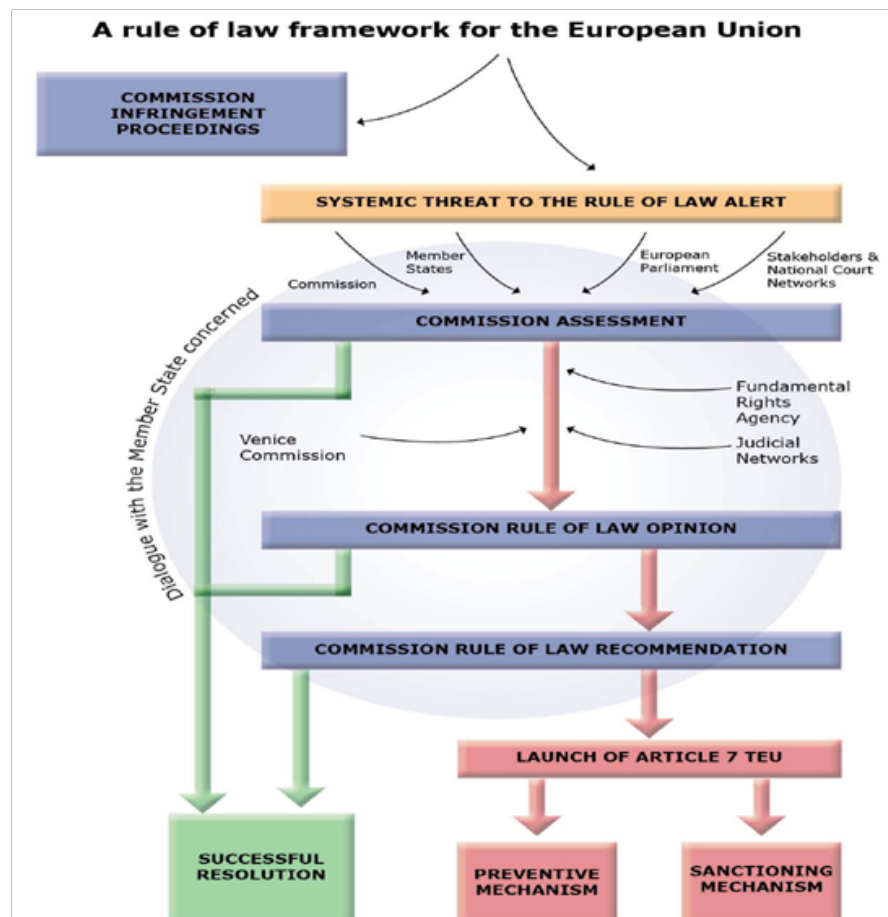 A rule of law framework for the European Union
COMMISSION
INFRINGEMENT
PROCEEDINGS
SYSTEMIC THREAT TO THE RULE OF LAW ALERT
Commission
Member
States
European
Parliament
Stakeholders &
National Court
Networks
Dialogue with the Member State concerned
COMMISSION ASSESSMENT
Fundamental
Rights
Agency
Venice
Commission
Judicial
Networks
COMMISSION RULE OF LAW OPINION
COMMISSION RULE OF LAW RECOMMENDATION
LAUNCH OF ARTICLE 7 TEU
SUCCESSFUL
RESOLUTION
PREVENTIVE
MECHANISM
SANCTIONING
MECHANISM